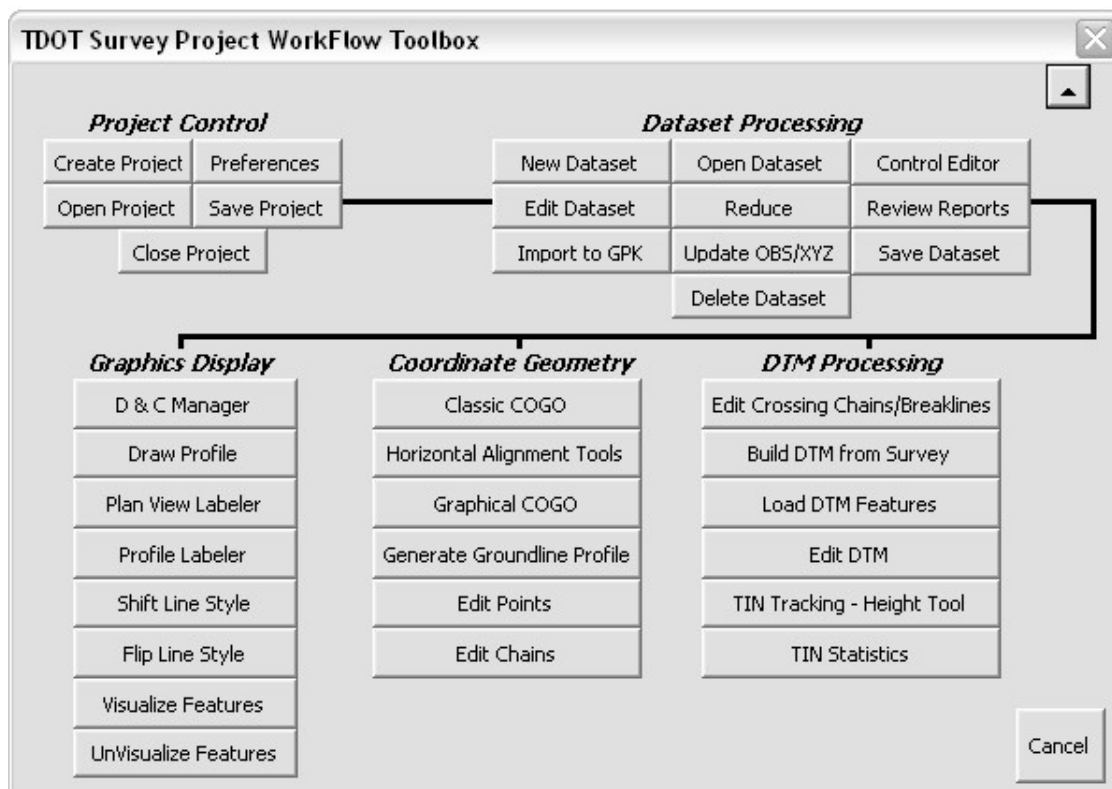 TDOT Survey Project WorkFlow Toolbox
Project Control
Create Project
Preferences
Open Project
Save Project
Close Project
Dataset Processing
New Dataset
Open Dataset
Control Editor
Edit Dataset
Reduce
Review Reports
Import to GPK
Update OBS/XYZ
Save Dataset
Delete Dataset
Graphics Display
D & C Manager
Draw Profile
Plan View Labeler
Profile Labeler
Shift Line Style
Flip Line Style
Visualize Features
UnVisualize Features
Coordinate Geometry
Classic COGO
Horizontal Alignment Tools
Graphical COGO
Generate Groundline Profile
Edit Points
Edit Chains
DTM Processing
Edit Crossing Chains/Breaklines
Build DTM from Survey
Load DTM Features
Edit DTM
TIN Tracking - Height Tool
TIN Statistics
Cancel